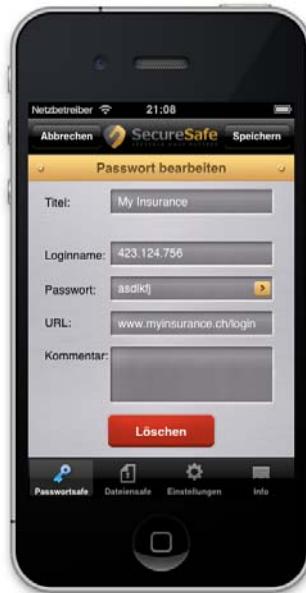 Netzbetreiber 21:08
Abbrechen SecureSafe Speichern
Passwort bearbeiten
Titel: My Insurance
Loginname: 423.124.756
Passwort: asdlkfj
URL: www.myinsurance.ch/login
Kommentar:
Löschen
Passwortsafe Dateiensafe Einstellungen Info